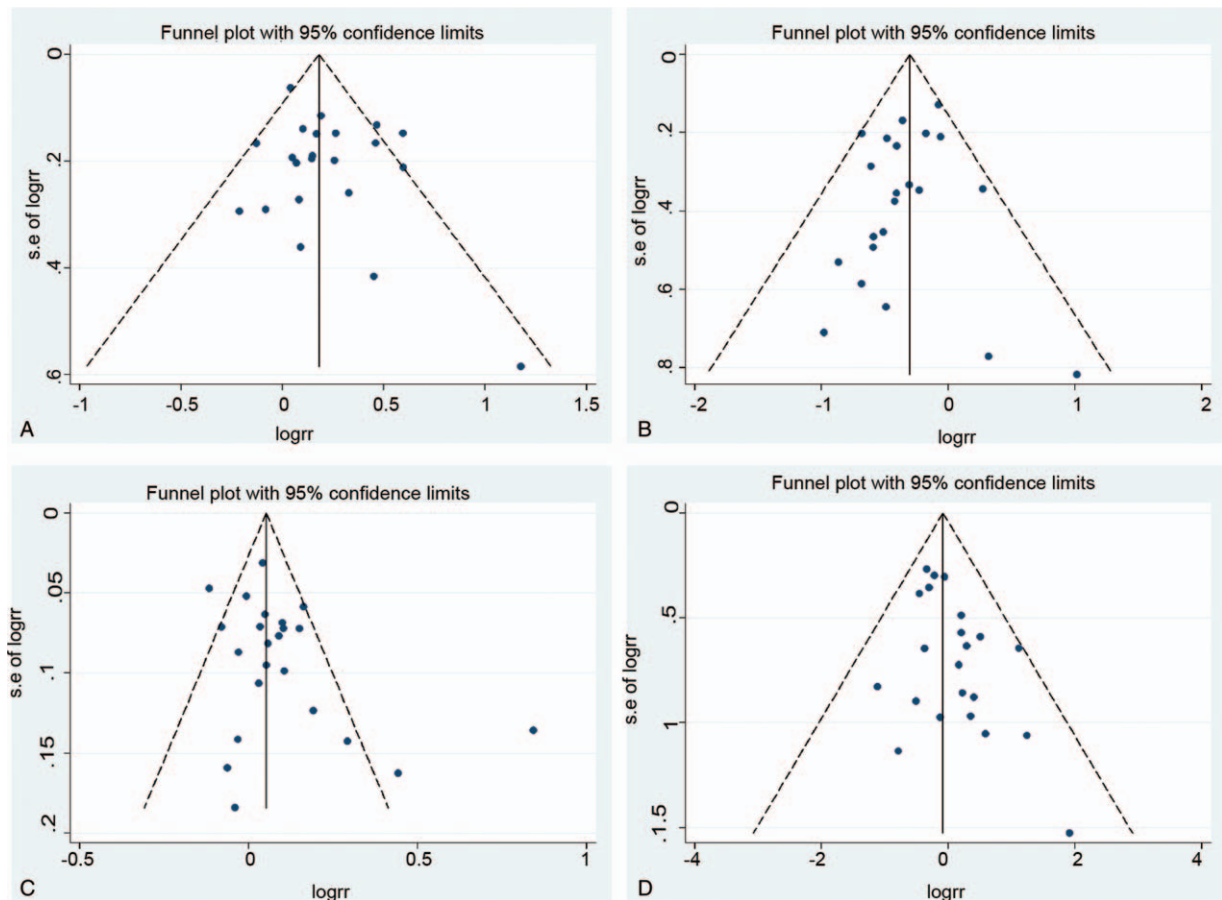 Funnel plot with 95% confidence limits
0
.2
.4
.6
s.e of logrr
-1
-0.5
0
0.5
1
1.5
logrr
A
Funnel plot with 95% confidence limits
0
.2
.4
.6
.8
s.e of logrr
-2
-1
0
1
2
logrr
B
Funnel plot with 95% confidence limits
0
.05
.1
.15
.2
s.e of logrr
-0.5
0
0.5
1
logrr
C
Funnel plot with 95% confidence limits
0
.5
1
1.5
s.e of logrr
-4
-2
0
2
4
logrr
D